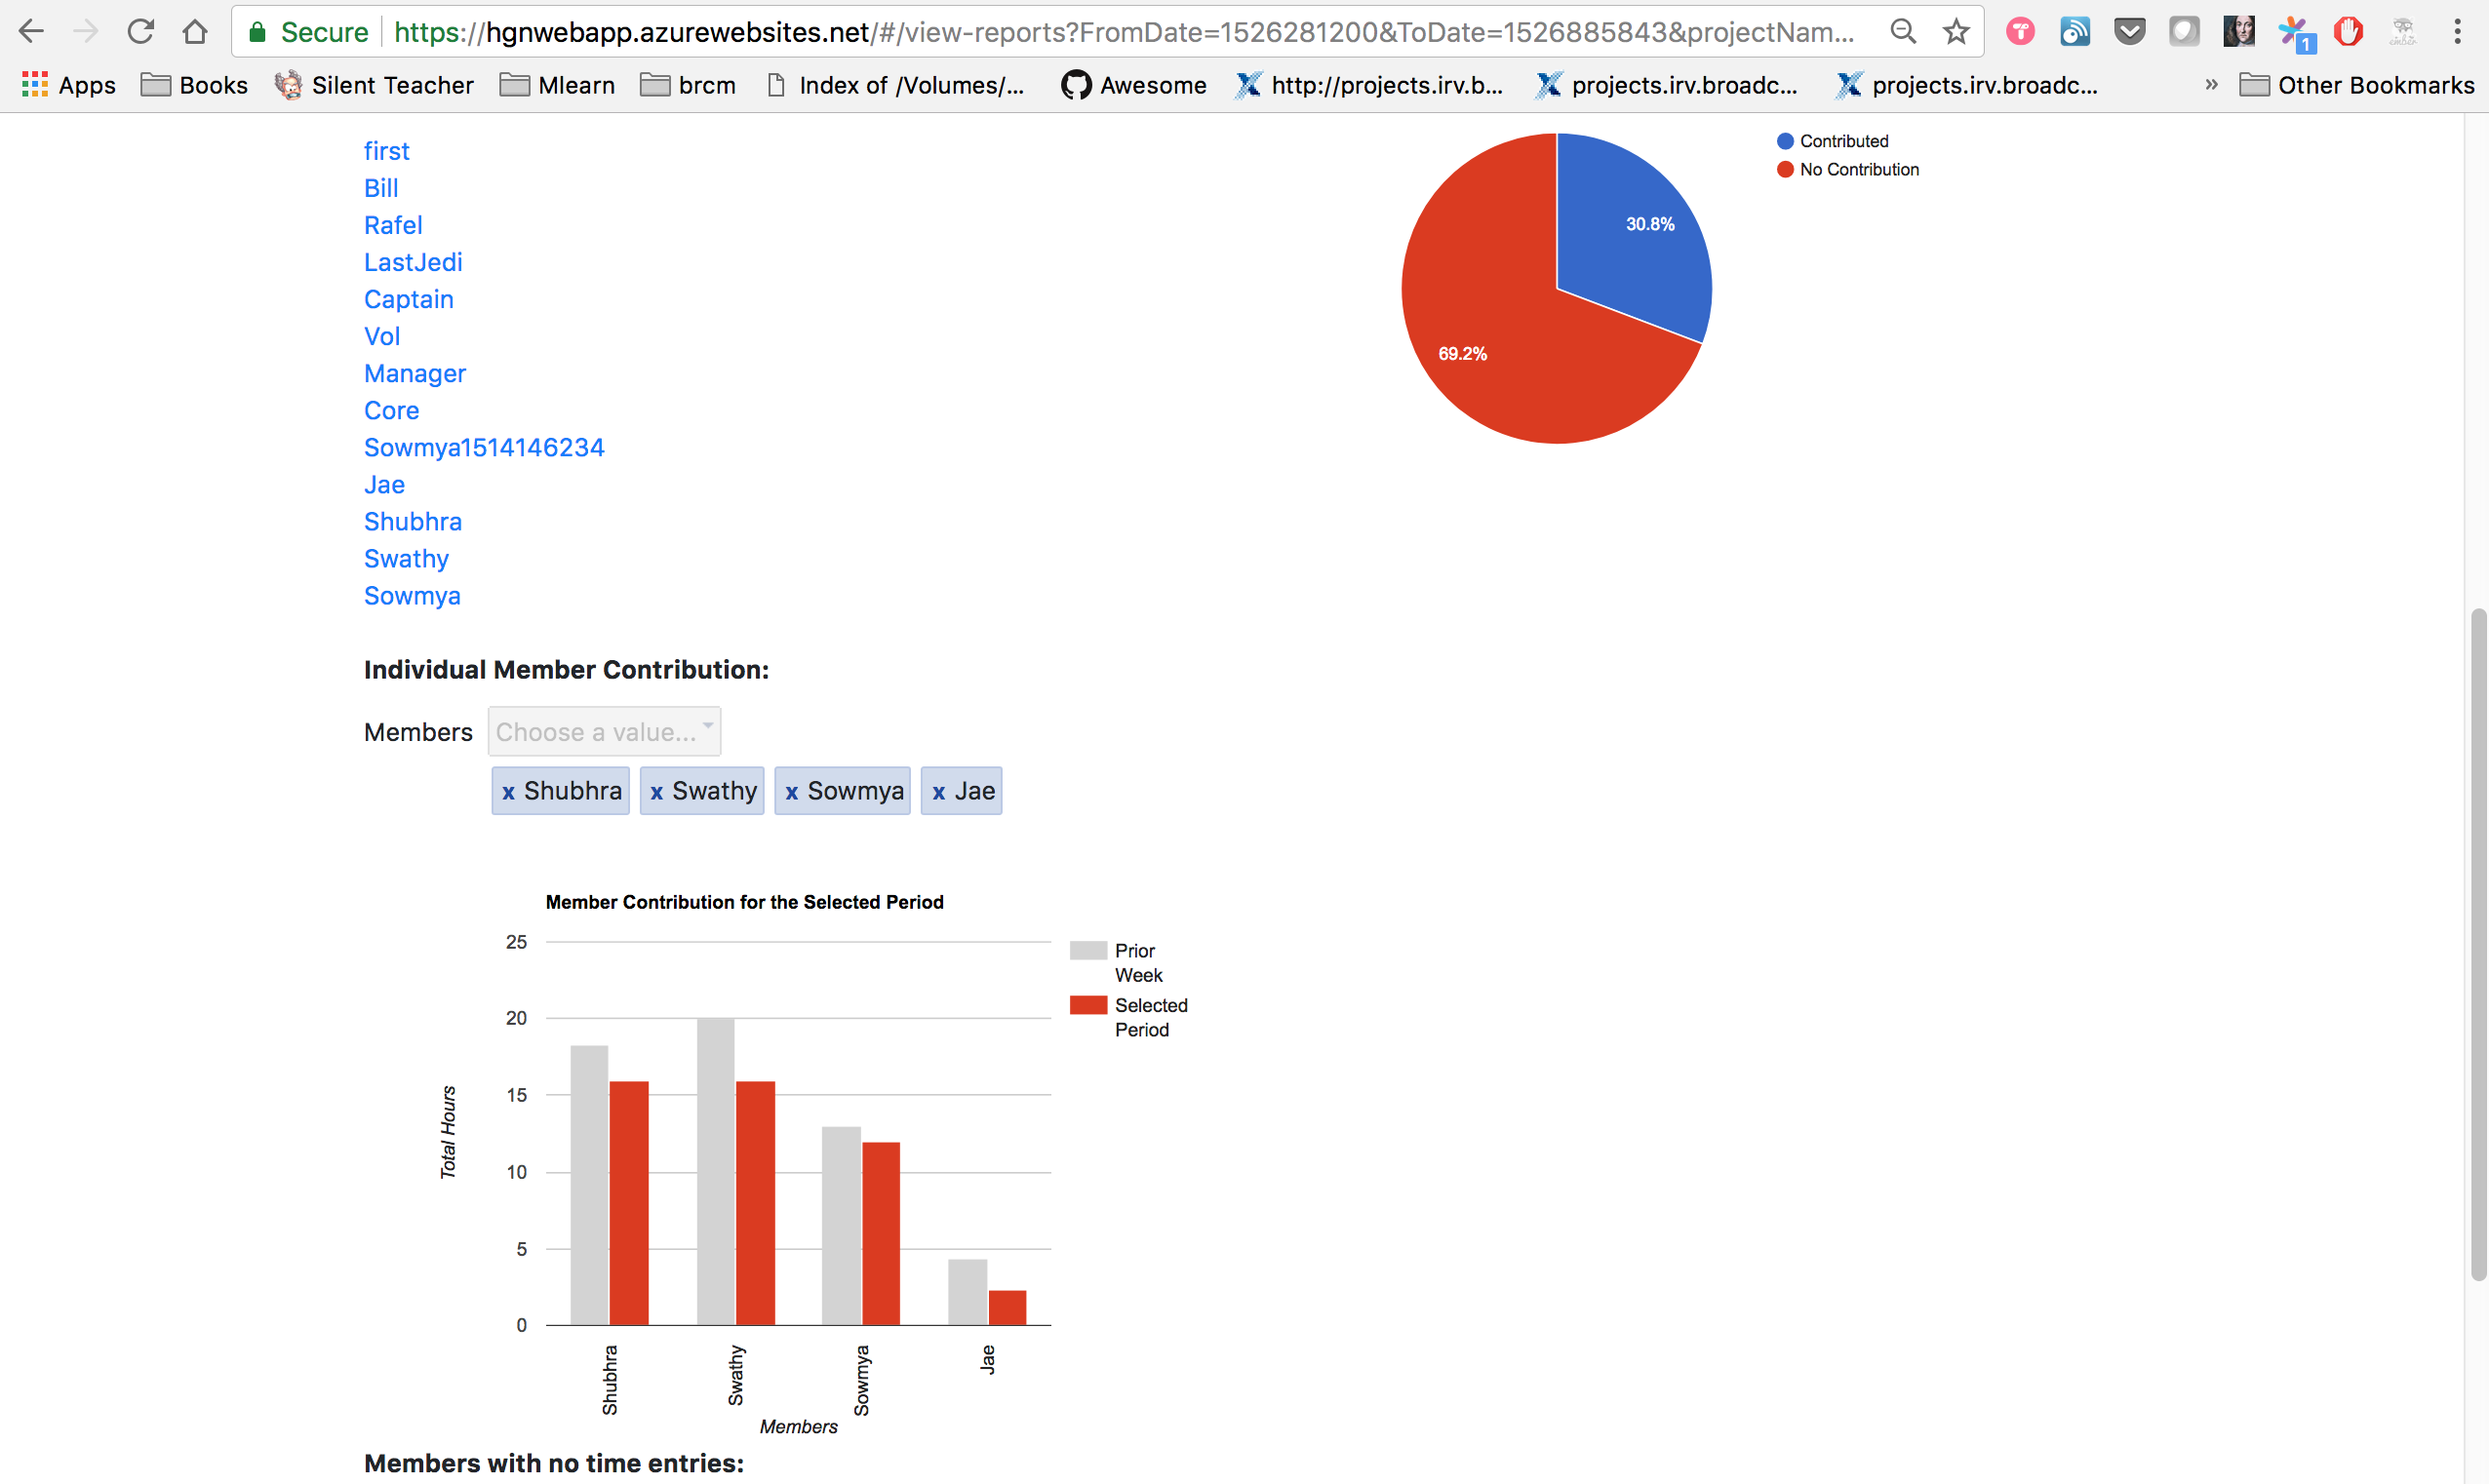 Secure https://hgnwebapp.azurewebsites.net/#/view-reports?FromDate=1526281200&ToDate=1526885843&projectNam...
1
Apps Books Silent Teacher Mlearn brcm Index of /Volumes/... Awesome http://projects.irv.b... projects.irv.broadc... projects.irv.broadc... » Other Bookmarks
first
Bill
Rafel
LastJedi
Captain
Vol
Manager
Core
Sowmya1514146234
Jae
Shubhra
Swathy
Sowmya
Contributed
No Contribution
30.8%
69.2%
Individual Member Contribution:
Members Choose a value...
x Shubhra x Swathy x Sowmya x Jae
Member Contribution for the Selected Period
25
20
15
10
5
0
Total Hours
Prior
Week
Selected
Period
Shubhra
Swathy
Sowmya
Jae
Members
Members with no time entries: